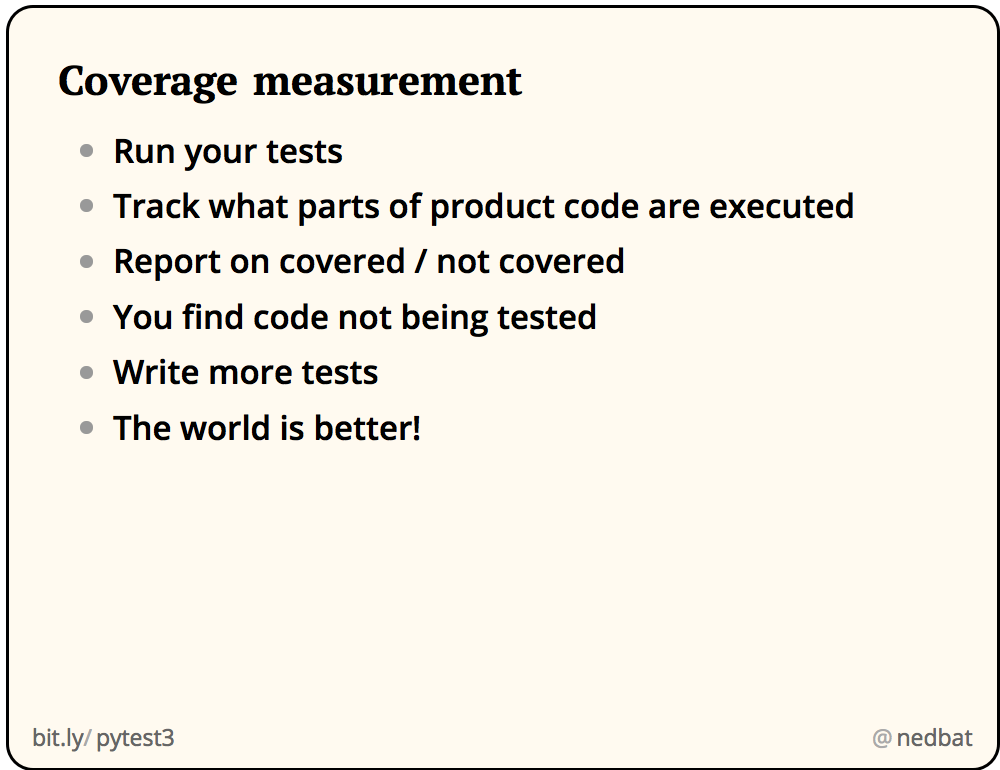 Coverage measurement
Run your tests
Track what parts of product code are executed
Report on covered / not covered
You find code not being tested
Write more tests
The world is better!
bit.ly/ pytest3
@ nedbat